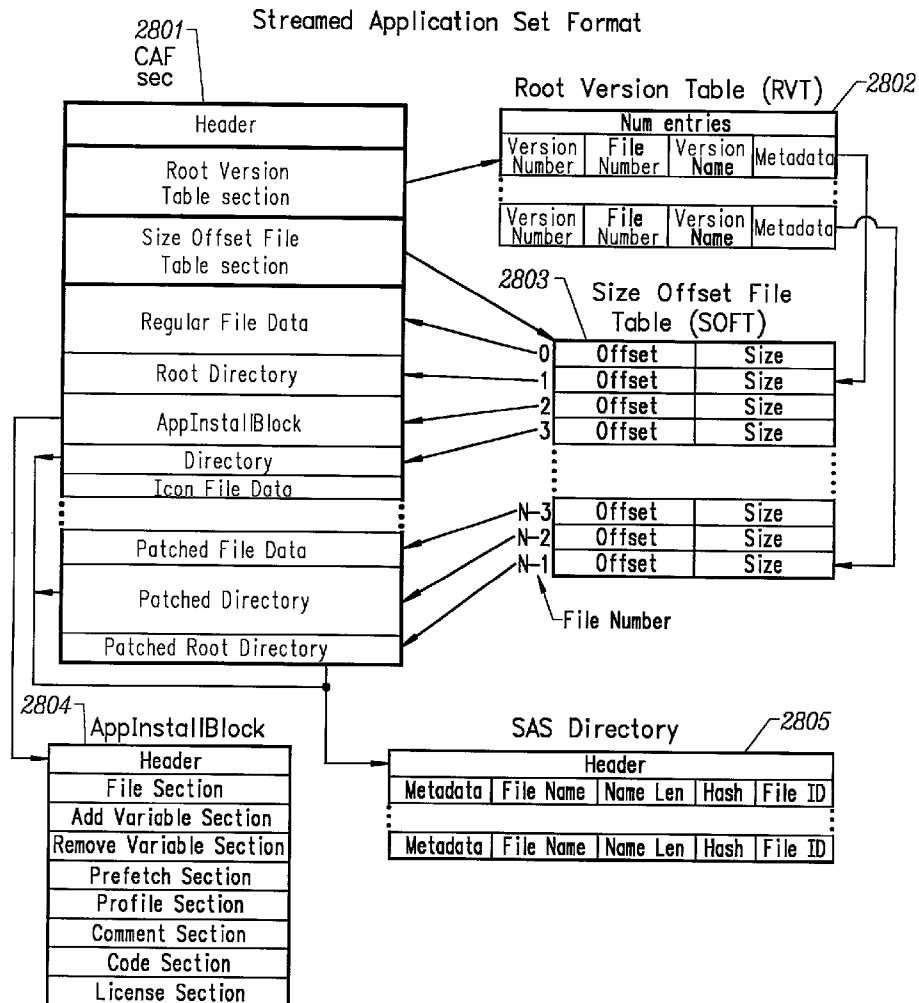 Streamed Application Set Format
2801
CAF
sec
Header
Root Version
Table section
Size Offset File
Table section
Regular File Data
Root Directory
AppInstallBlock
Directory
Icon File Data
Patched File Data
Patched Directory
Patched Root Directory
Root Version Table (RVT)
2802
Num entries
Version Number File Number Version Name Metadata
Version Number File Number Version Name Metadata
2803
Size Offset File
Table (SOFT)
0 Offset Size
1 Offset Size
2 Offset Size
3 Offset Size
N-3 Offset Size
N-2 Offset Size
N-1 Offset Size
File Number
2804
AppInstallBlock
Header
File Section
Add Variable Section
Remove Variable Section
Prefetch Section
Profile Section
Comment Section
Code Section
License Section
SAS Directory
2805
Header
Metadata File Name Name Len Hash File ID
Metadata File Name Name Len Hash File ID